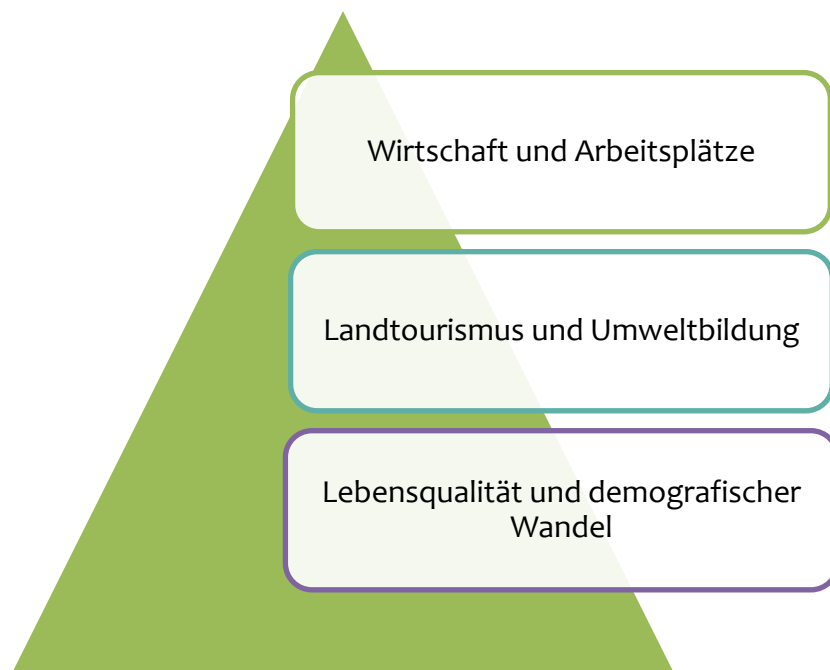 Wirtschaft und Arbeitsplätze
Landtourismus und Umweltbildung
Lebensqualität und demografischer
Wandel